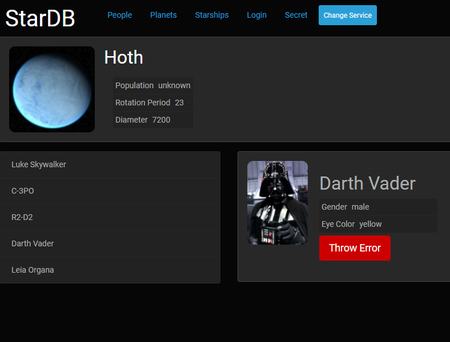 StarDB People Planets Starships Login Secret Change Service
Hoth
Population unknown
Rotation Period 23
Diameter 7200
Luke Skywalker
C-3PO
R2-D2
Darth Vader
Leia Organa
Darth Vader
Gender male
Eye Color yellow
Throw Error